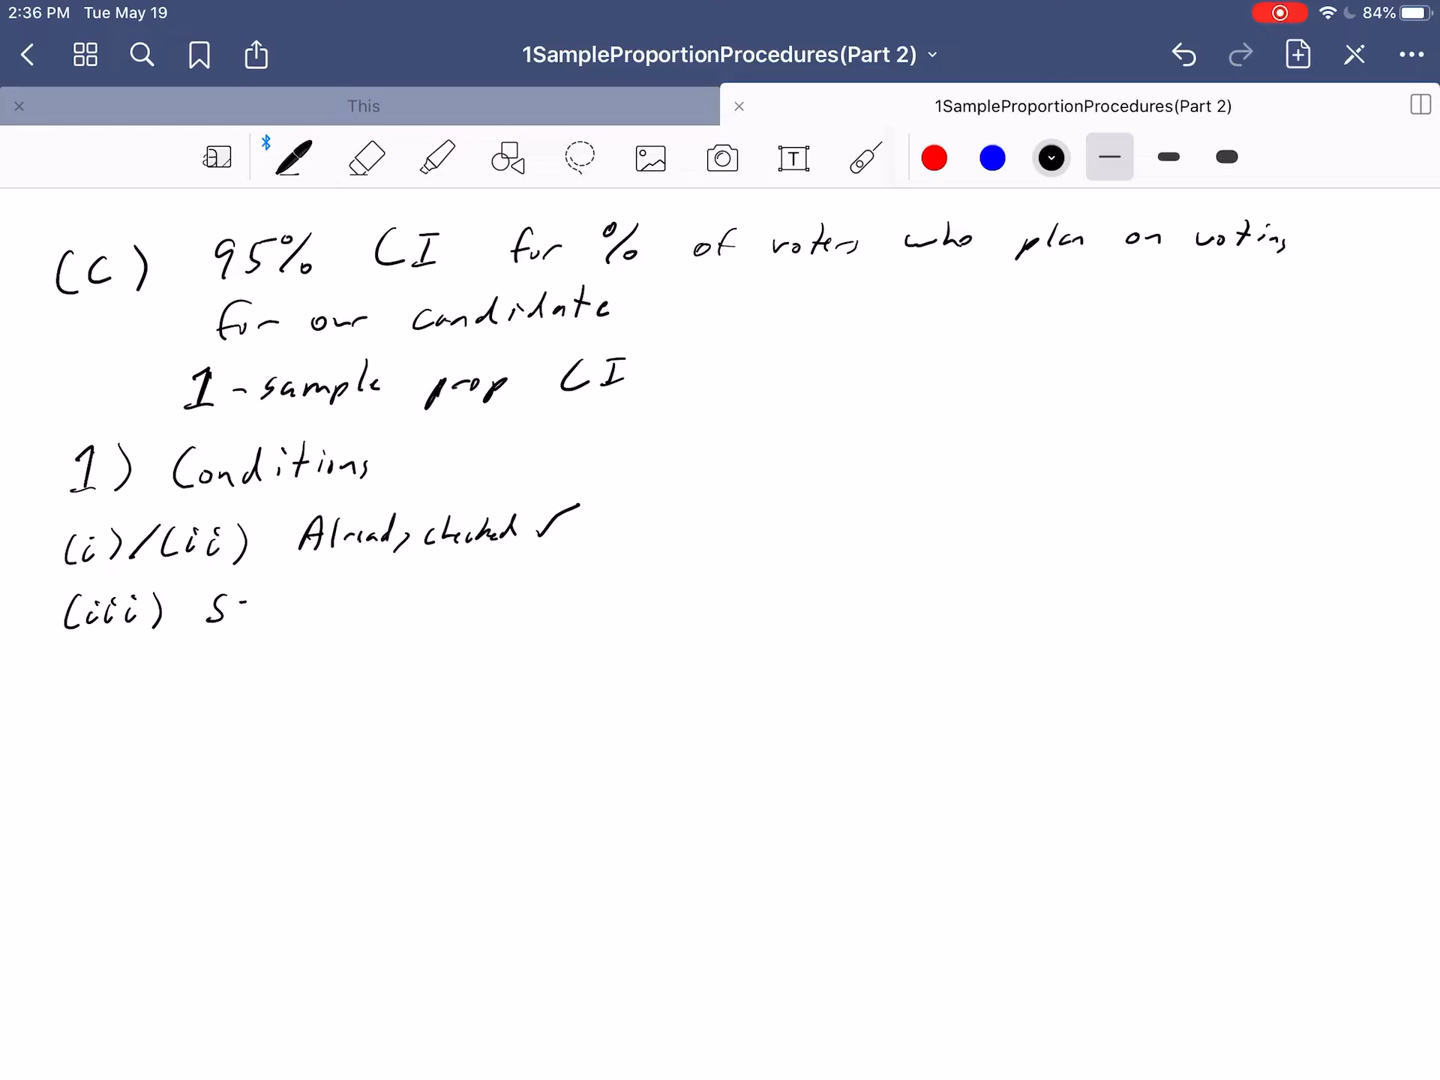 2:36 PM Tue May 19
84%
1SampleProportionProcedures(Part 2)
This
1SampleProportionProcedures(Part 2)
T
(C) 95% CI for % of voters who plan on voting
for our candidate
1-sample prop CI
1) Conditions
(i)/(ii) Already checked ✓
(iii) S